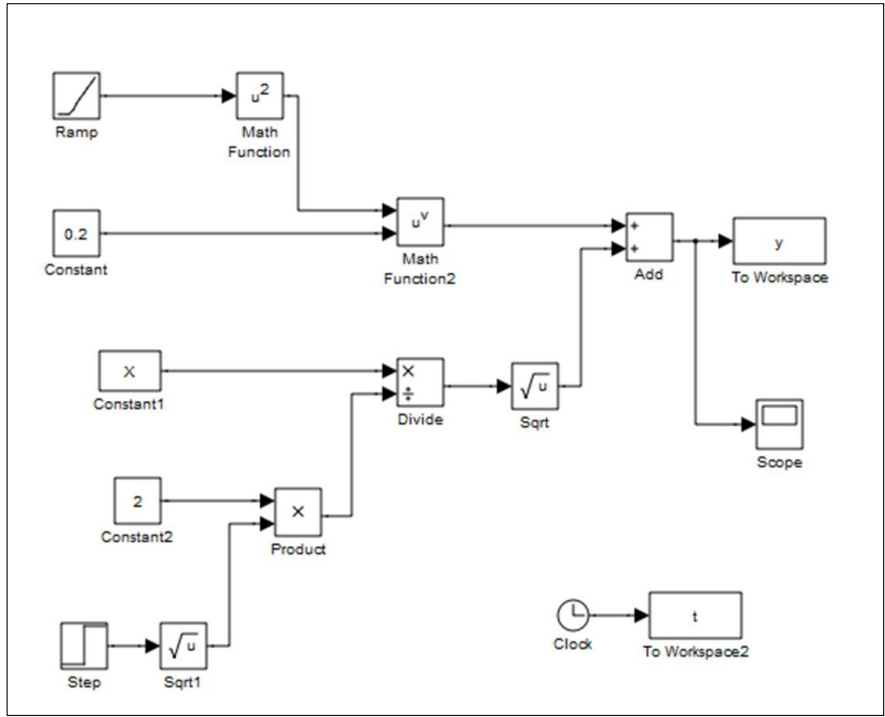 u²
Ramp
Math
Function
0.2
Constant
uᵛ
Math
Function2
+
+
Add
y
To Workspace
X
Constant1
×
÷
Divide
√u
Sqrt
Scope
2
Constant2
×
Product
Step
√u
Sqrt1
Clock
t
To Workspace2